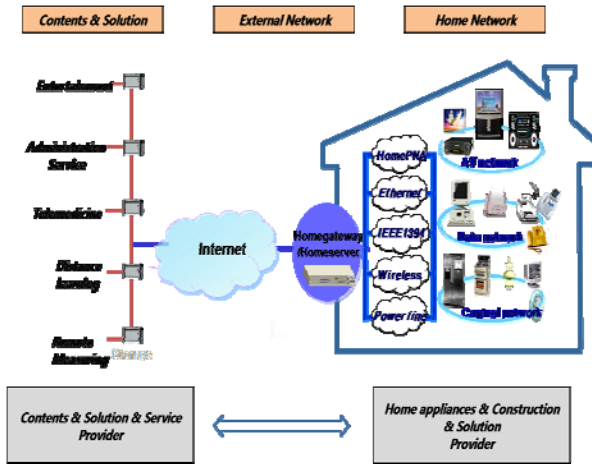 Contents & Solution
External Network
Home Network
Entertainment
Administration
Service
Telemedicine
Distance
learning
Remote
Measuring
Internet
Homegateway
/Homeserver
HomePNA
Ethernet
IEEE1394
Wireless
Power line
A/V network
Data network
Control network
Contents & Solution & Service
Provider
Home appliances & Construction
& Solution
Provider